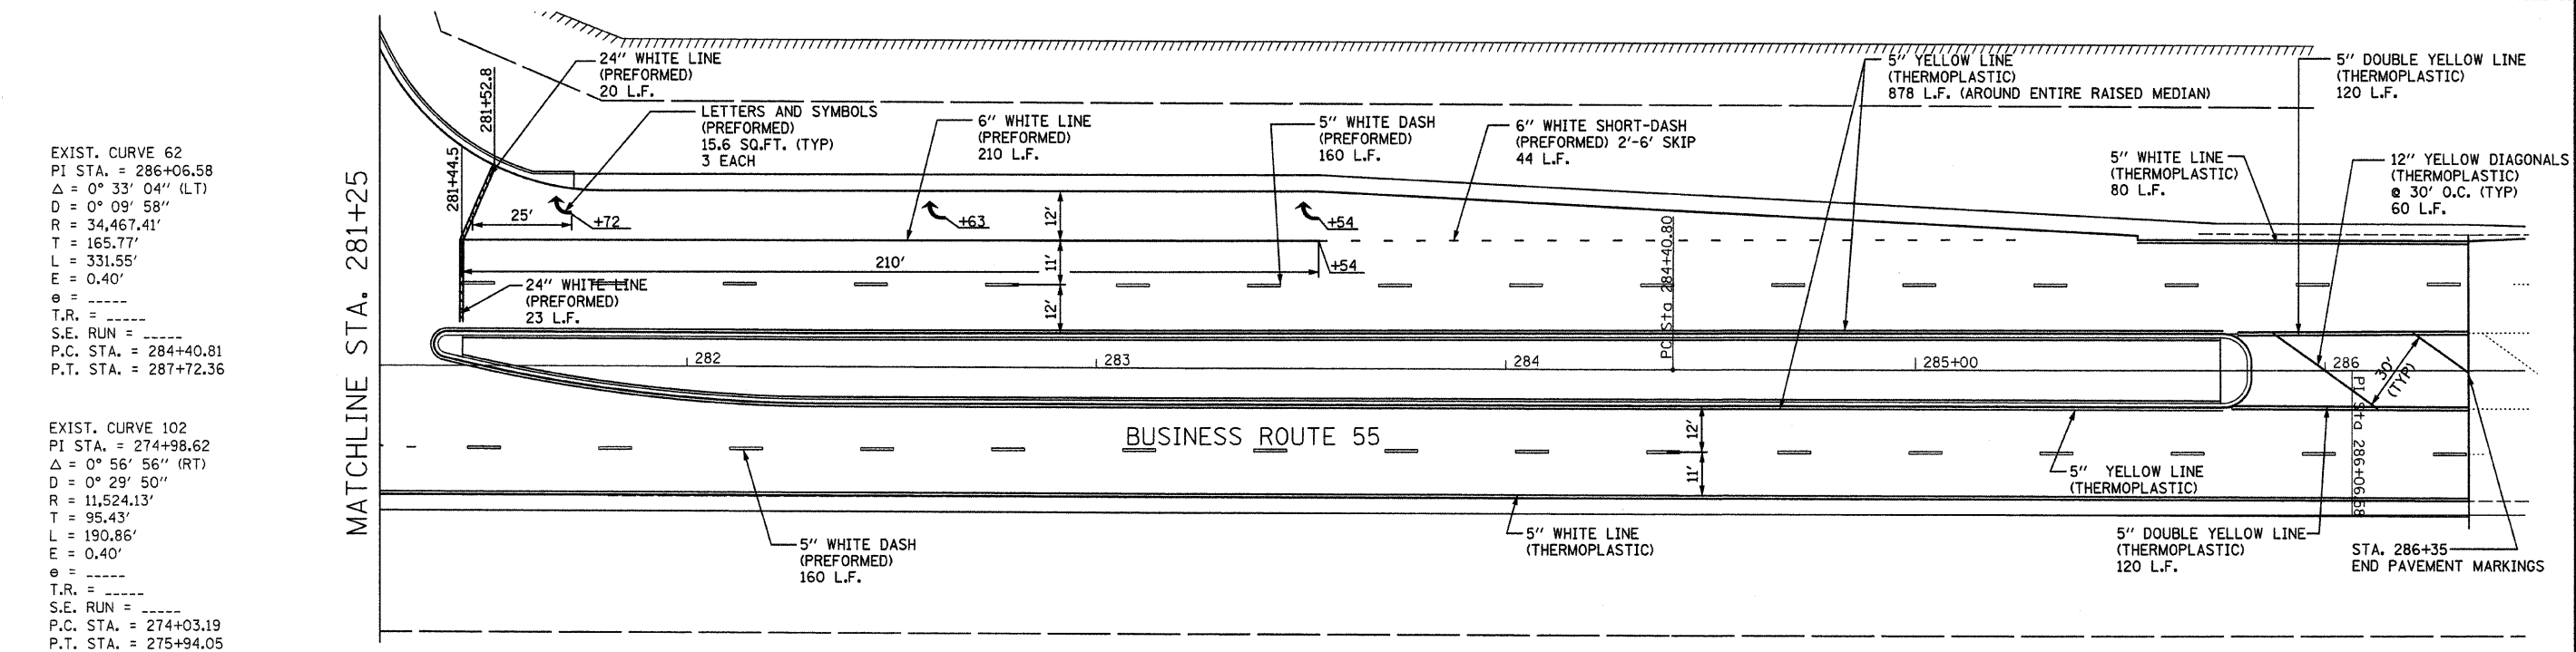 EXIST. CURVE 62
PI STA. = 286+06.58
Δ = 0° 33' 04" (LT)
D = 0° 09' 58"
R = 34,467.41'
T = 165.77'
L = 331.55'
E = 0.40'
e = _____
T.R. = _____
S.E. RUN = _____
P.C. STA. = 284+40.81
P.T. STA. = 287+72.36
EXIST. CURVE 102
PI STA. = 274+98.62
Δ = 0° 56' 56" (RT)
D = 0° 29' 50"
R = 11,524.13'
T = 95.43'
L = 190.86'
E = 0.40'
e = _____
T.R. = _____
S.E. RUN = _____
P.C. STA. = 274+03.19
P.T. STA. = 275+94.05
MATCHLINE STA. 281+25
281+44.5
281+52.8
24" WHITE LINE
(PREFORMED)
20 L.F.
LETTERS AND SYMBOLS
(PREFORMED)
15.6 SQ.FT. (TYP)
3 EACH
6" WHITE LINE
(PREFORMED)
210 L.F.
5" WHITE DASH
(PREFORMED)
160 L.F.
6" WHITE SHORT-DASH
(PREFORMED) 2'-6' SKIP
44 L.F.
5" YELLOW LINE
(THERMOPLASTIC)
878 L.F. (AROUND ENTIRE RAISED MEDIAN)
5" DOUBLE YELLOW LINE
(THERMOPLASTIC)
120 L.F.
5" WHITE LINE
(THERMOPLASTIC)
80 L.F.
12" YELLOW DIAGONALS
(THERMOPLASTIC)
@ 30' O.C. (TYP)
60 L.F.
25'
+72
+63
+54
12'
11'
12'
210'
+54
24" WHITE LINE
(PREFORMED)
23 L.F.
PC Sta 284+40.80
282
283
284
285+00
286
30'
(TYP)
PI Sta 286+06.58
BUSINESS ROUTE 55
12'
11'
5" YELLOW LINE
(THERMOPLASTIC)
5" WHITE DASH
(PREFORMED)
160 L.F.
5" WHITE LINE
(THERMOPLASTIC)
5" DOUBLE YELLOW LINE
(THERMOPLASTIC)
120 L.F.
STA. 286+35
END PAVEMENT MARKINGS